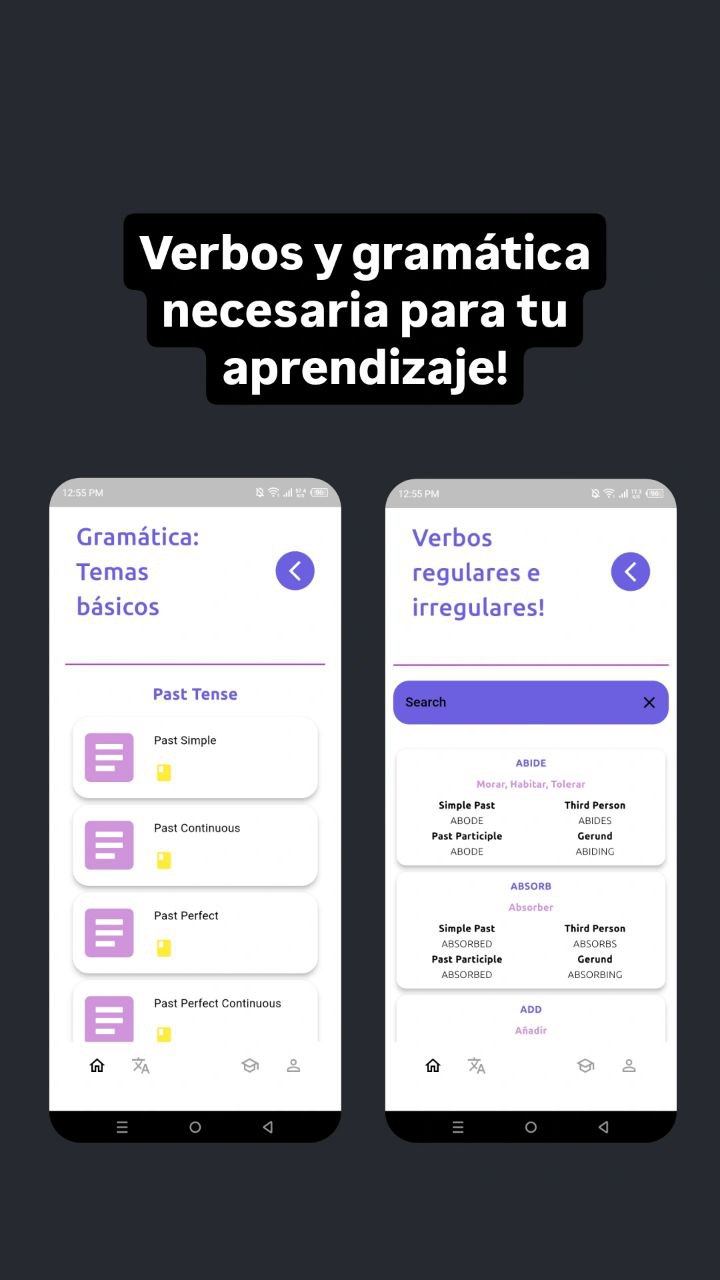 Verbos y gramática
necesaria para tu
aprendizaje!
12:55 PM
Gramática:
Temas
básicos
Past Tense
Past Simple
Past Continuous
Past Perfect
Past Perfect Continuous
12:55 PM
Verbos
regulares e
irregulares!
Search
ABIDE
Morar, Habitar, Tolerar
Simple Past Third Person
ABODE ABIDES
Past Participle Gerund
ABODE ABIDING
ABSORB
Absorber
Simple Past Third Person
ABSORBED ABSORBS
Past Participle Gerund
ABSORBED ABSORBING
ADD
Añadir